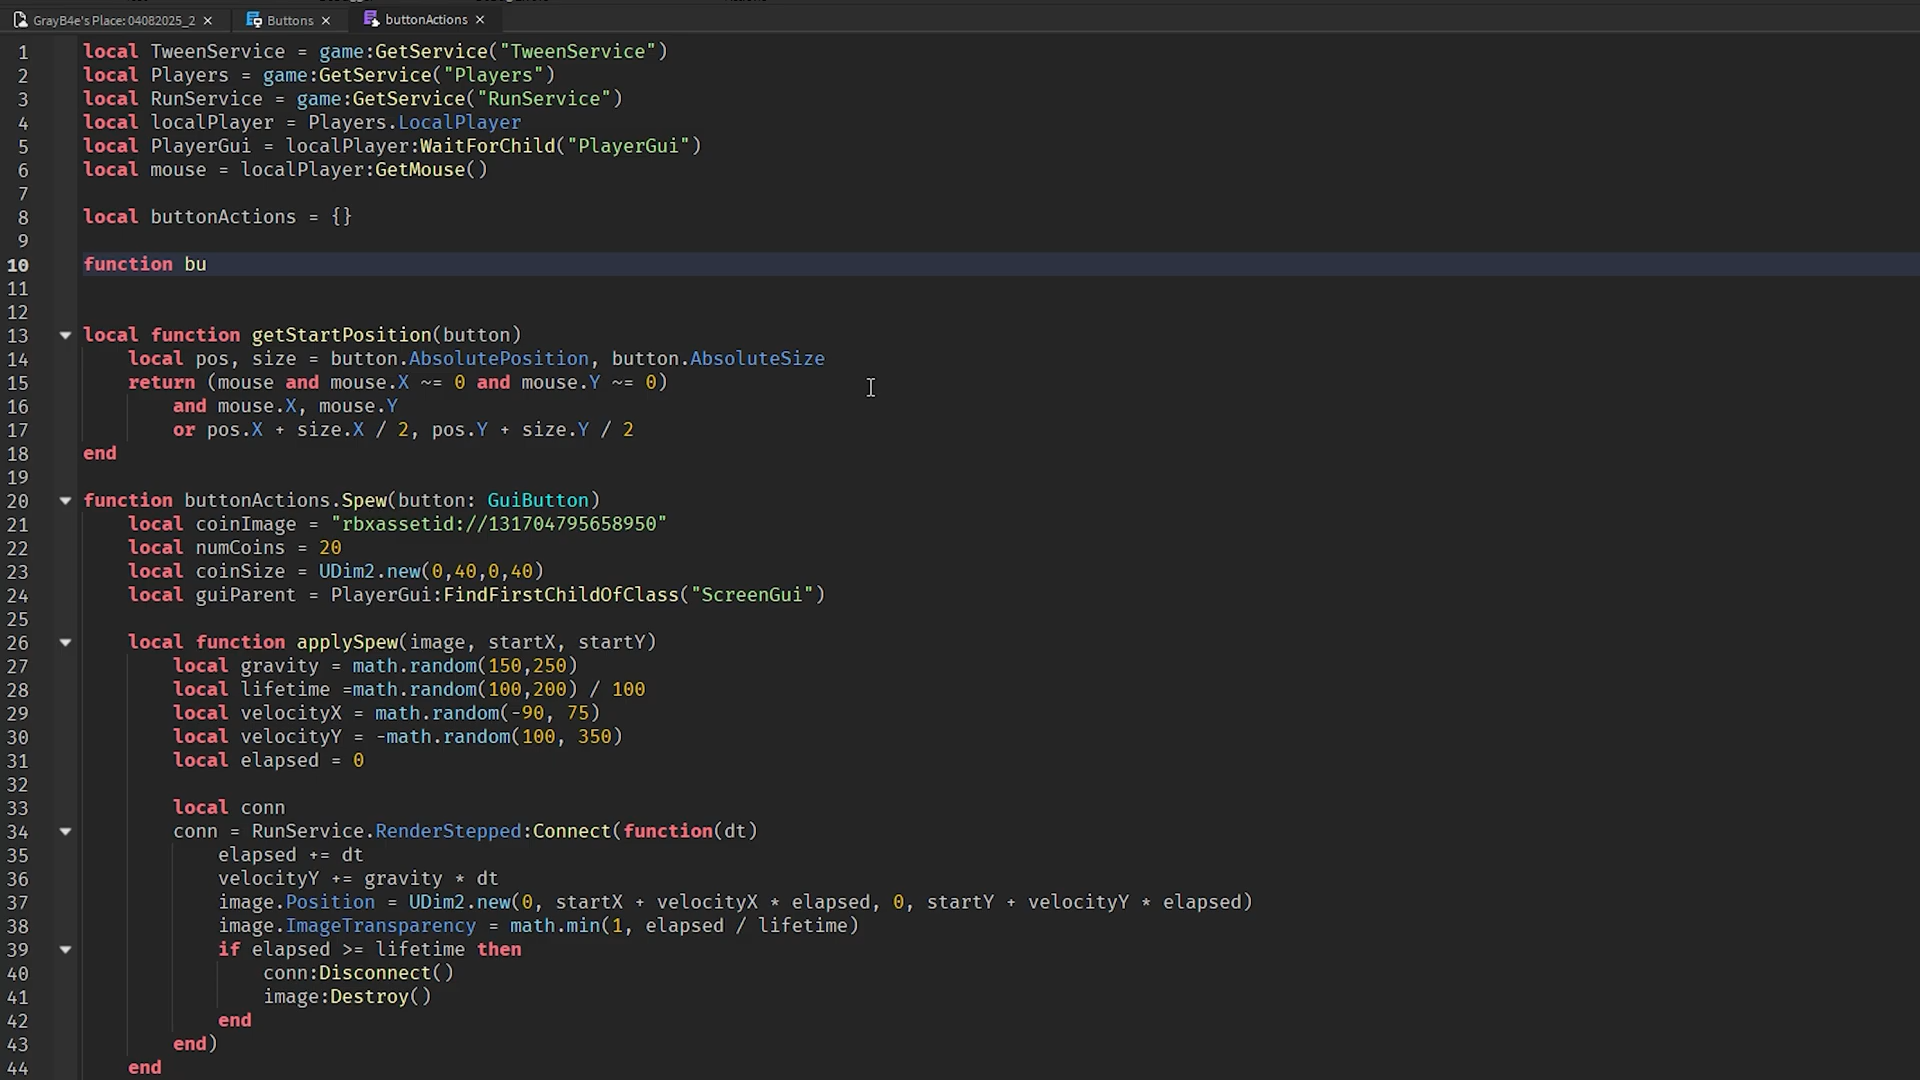 GrayB4e's Place: 04082025_2 × Buttons × buttonActions ×
1 local TweenService = game:GetService("TweenService")
2 local Players = game:GetService("Players")
3 local RunService = game:GetService("RunService")
4 local localPlayer = Players.LocalPlayer
5 local PlayerGui = localPlayer:WaitForChild("PlayerGui")
6 local mouse = localPlayer:GetMouse()
7
8 local buttonActions = {}
9
10 function bu
11
12
13 local function getStartPosition(button)
14 local pos, size = button.AbsolutePosition, button.AbsoluteSize
15 return (mouse and mouse.X ~= 0 and mouse.Y ~= 0)
16 and mouse.X, mouse.Y
17 or pos.X + size.X / 2, pos.Y + size.Y / 2
18 end
19
20 function buttonActions.Spew(button: GuiButton)
21 local coinImage = "rbxassetid://131704795658950"
22 local numCoins = 20
23 local coinSize = UDim2.new(0,40,0,40)
24 local guiParent = PlayerGui:FindFirstChildOfClass("ScreenGui")
25
26 local function applySpew(image, startX, startY)
27 local gravity = math.random(150,250)
28 local lifetime =math.random(100,200) / 100
29 local velocityX = math.random(-90, 75)
30 local velocityY = -math.random(100, 350)
31 local elapsed = 0
32
33 local conn
34 conn = RunService.RenderStepped:Connect(function(dt)
35 elapsed += dt
36 velocityY += gravity * dt
37 image.Position = UDim2.new(0, startX + velocityX * elapsed, 0, startY + velocityY * elapsed)
38 image.ImageTransparency = math.min(1, elapsed / lifetime)
39 if elapsed >= lifetime then
40 conn:Disconnect()
41 image:Destroy()
42 end
43 end)
44 end